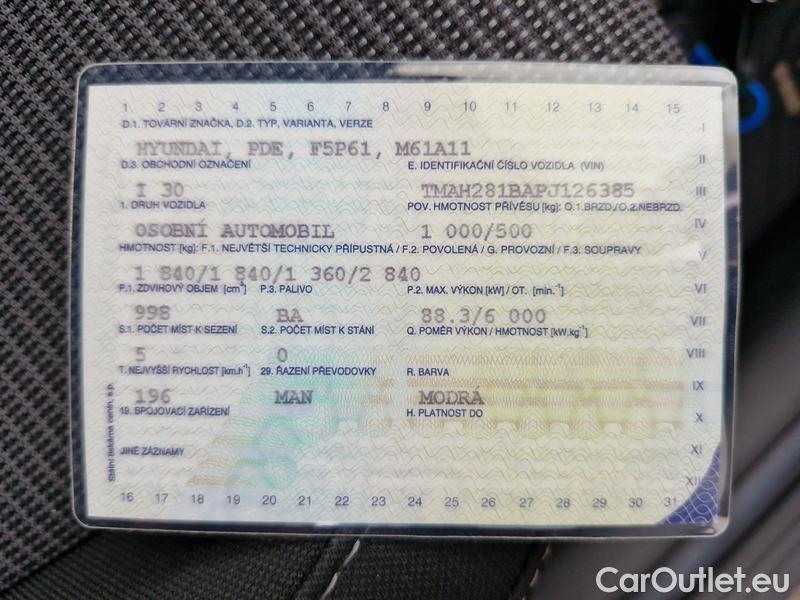 1 2 3 4 5 6 7 8 9 10 11 12 13 14 15
D.1. TOVÁRNÍ ZNAČKA, D.2. TYP, VARIANTA, VERZE
I
HYUNDAI, PDE, F5P61, M61A11
D.3. OBCHODNÍ OZNAČENÍ E. IDENTIFIKAČNÍ ČÍSLO VOZIDLA (VIN)
II
I 30 TMAH281BAPJ126385
III
1. DRUH VOZIDLA POV. HMOTNOST PŘÍVĚSU [kg]: O.1.BRZD./O.2.NEBRZD.
IV
OSOBNÍ AUTOMOBIL 1 000/500
HMOTNOST [kg]: F.1. NEJVĚTŠÍ TECHNICKY PŘÍPUSTNÁ / F.2. POVOLENÁ / G. PROVOZNÍ / F.3. SOUPRAVY
V
1 840/1 840/1 360/2 840
P.1. ZDVIHOVÝ OBJEM [cm³] P.3. PALIVO P.2. MAX. VÝKON [kW] / OT. [min.⁻¹]
VI
998 BA 88.3/6 000
VII
S.1. POČET MÍST K SEZENÍ S.2. POČET MÍST K STÁNÍ Q. POMĚR VÝKON / HMOTNOST [kW.kg⁻¹]
5 0
VIII
T. NEJVYŠŠÍ RYCHLOST [km.h⁻¹] 29. ŘAZENÍ PŘEVODOVKY R. BARVA
IX
196 MAN MODRÁ
19. SPOJOVACÍ ZAŘÍZENÍ H. PLATNOST DO
X
JINÉ ZÁZNAMY
XI
XII
16 17 18 19 20 21 22 23 24 25 26 27 28 29 30 31
Státní tiskárna cenin, s.p.
CarOutlet.eu